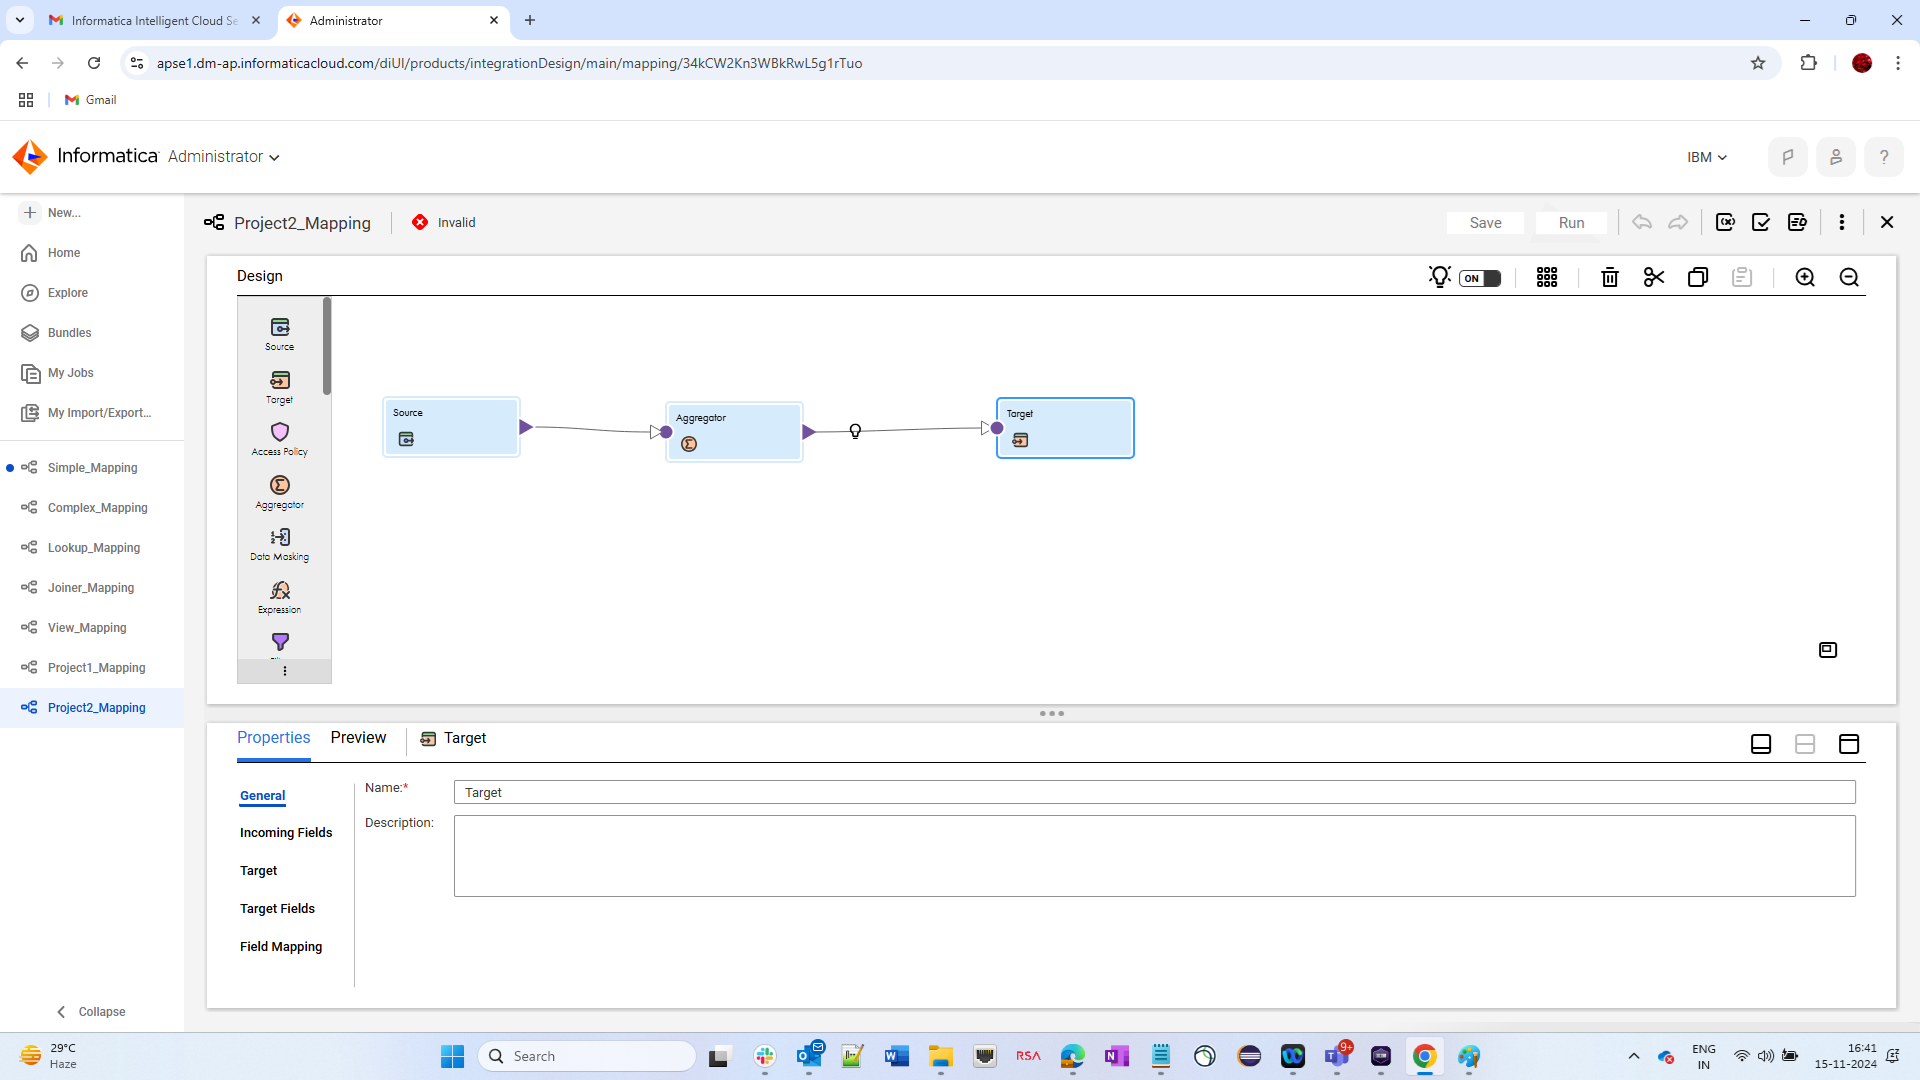 Informatica Intelligent Cloud Se
Administrator
apse1.dm-ap.informaticacloud.com/diUI/products/integrationDesign/main/mapping/34kCW2Kn3WBkRwL5g1rTuo
Gmail
Informatica Administrator
IBM
New...
Home
Explore
Bundles
My Jobs
My Import/Export...
Simple_Mapping
Complex_Mapping
Lookup_Mapping
Joiner_Mapping
View_Mapping
Project1_Mapping
Project2_Mapping
Collapse
Project2_Mapping
Invalid
Save
Run
Design
ON
Source
Target
Access Policy
Aggregator
Data Masking
Expression
Source
Aggregator
Target
Properties
Preview
Target
General
Incoming Fields
Target
Target Fields
Field Mapping
Name:*
Target
Description:
29°C
Haze
Search
RSA
9+
ENG
IN
16:41
15-11-2024